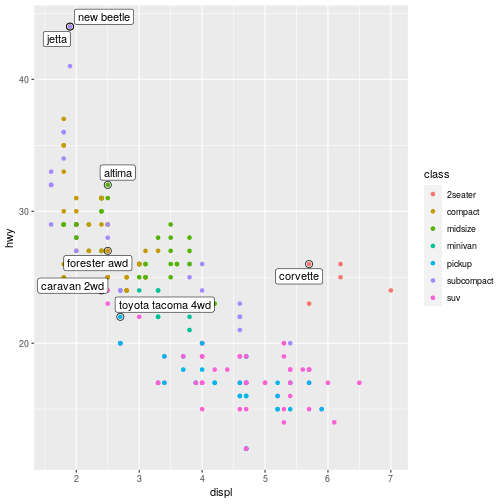 new beetle
jetta
altima
forester awd
caravan 2wd
toyota tacoma 4wd
corvette
40
30
20
hwy
2
3
4
5
6
7
displ
class
2seater
compact
midsize
minivan
pickup
subcompact
suv